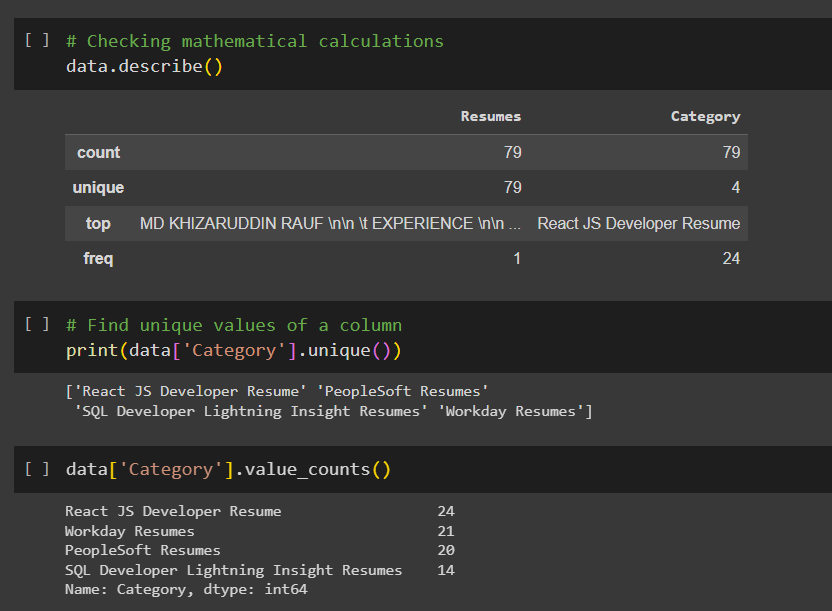 [ ] # Checking mathematical calculations
data.describe()
Resumes Category
count 79 79
unique 79 4
top MD KHIZARUDDIN RAUF \n\n \t EXPERIENCE \n\n ... React JS Developer Resume
freq 1 24
[ ] # Find unique values of a column
print(data['Category'].unique())
['React JS Developer Resume' 'PeopleSoft Resumes'
'SQL Developer Lightning Insight Resumes' 'Workday Resumes']
[ ] data['Category'].value_counts()
React JS Developer Resume 24
Workday Resumes 21
PeopleSoft Resumes 20
SQL Developer Lightning Insight Resumes 14
Name: Category, dtype: int64